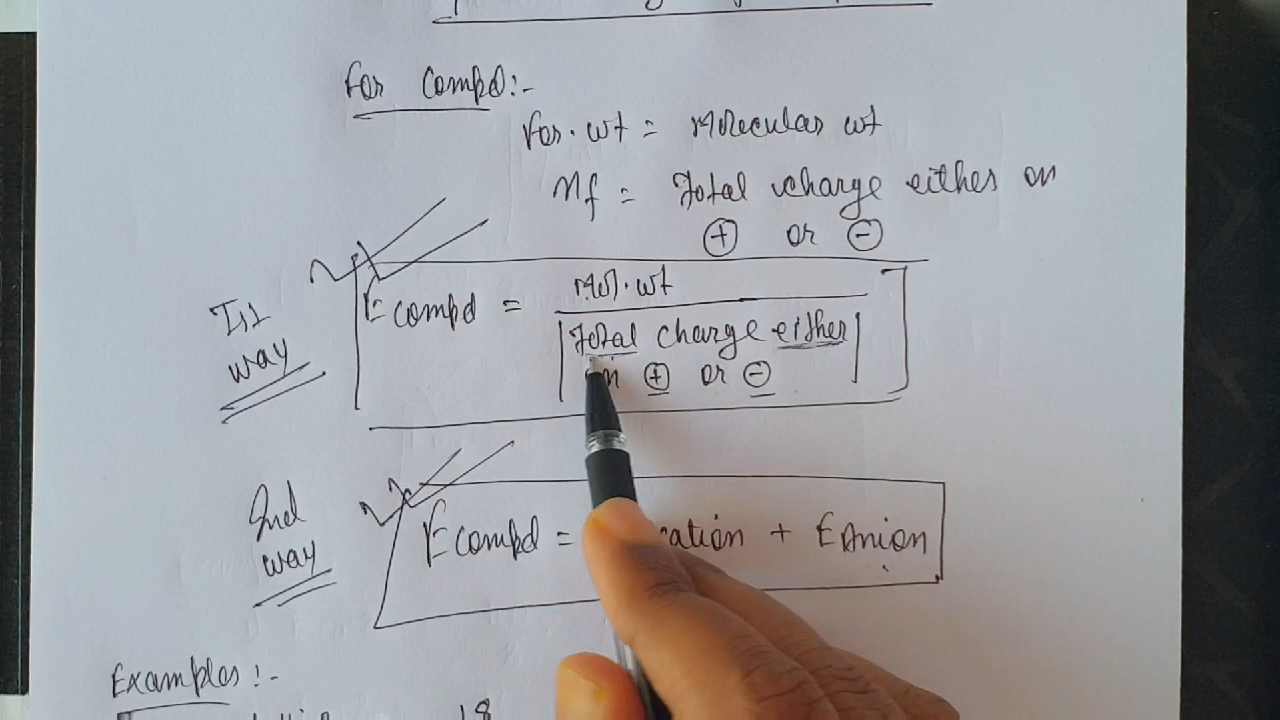 For Compd:-
For. wt = Molecular wt
nf = Total charge either on
+ or -
Ist way
E compd = Mol. wt
Total charge either
on + or -
2nd way
E compd = cation + E Anion
Examples :-
18